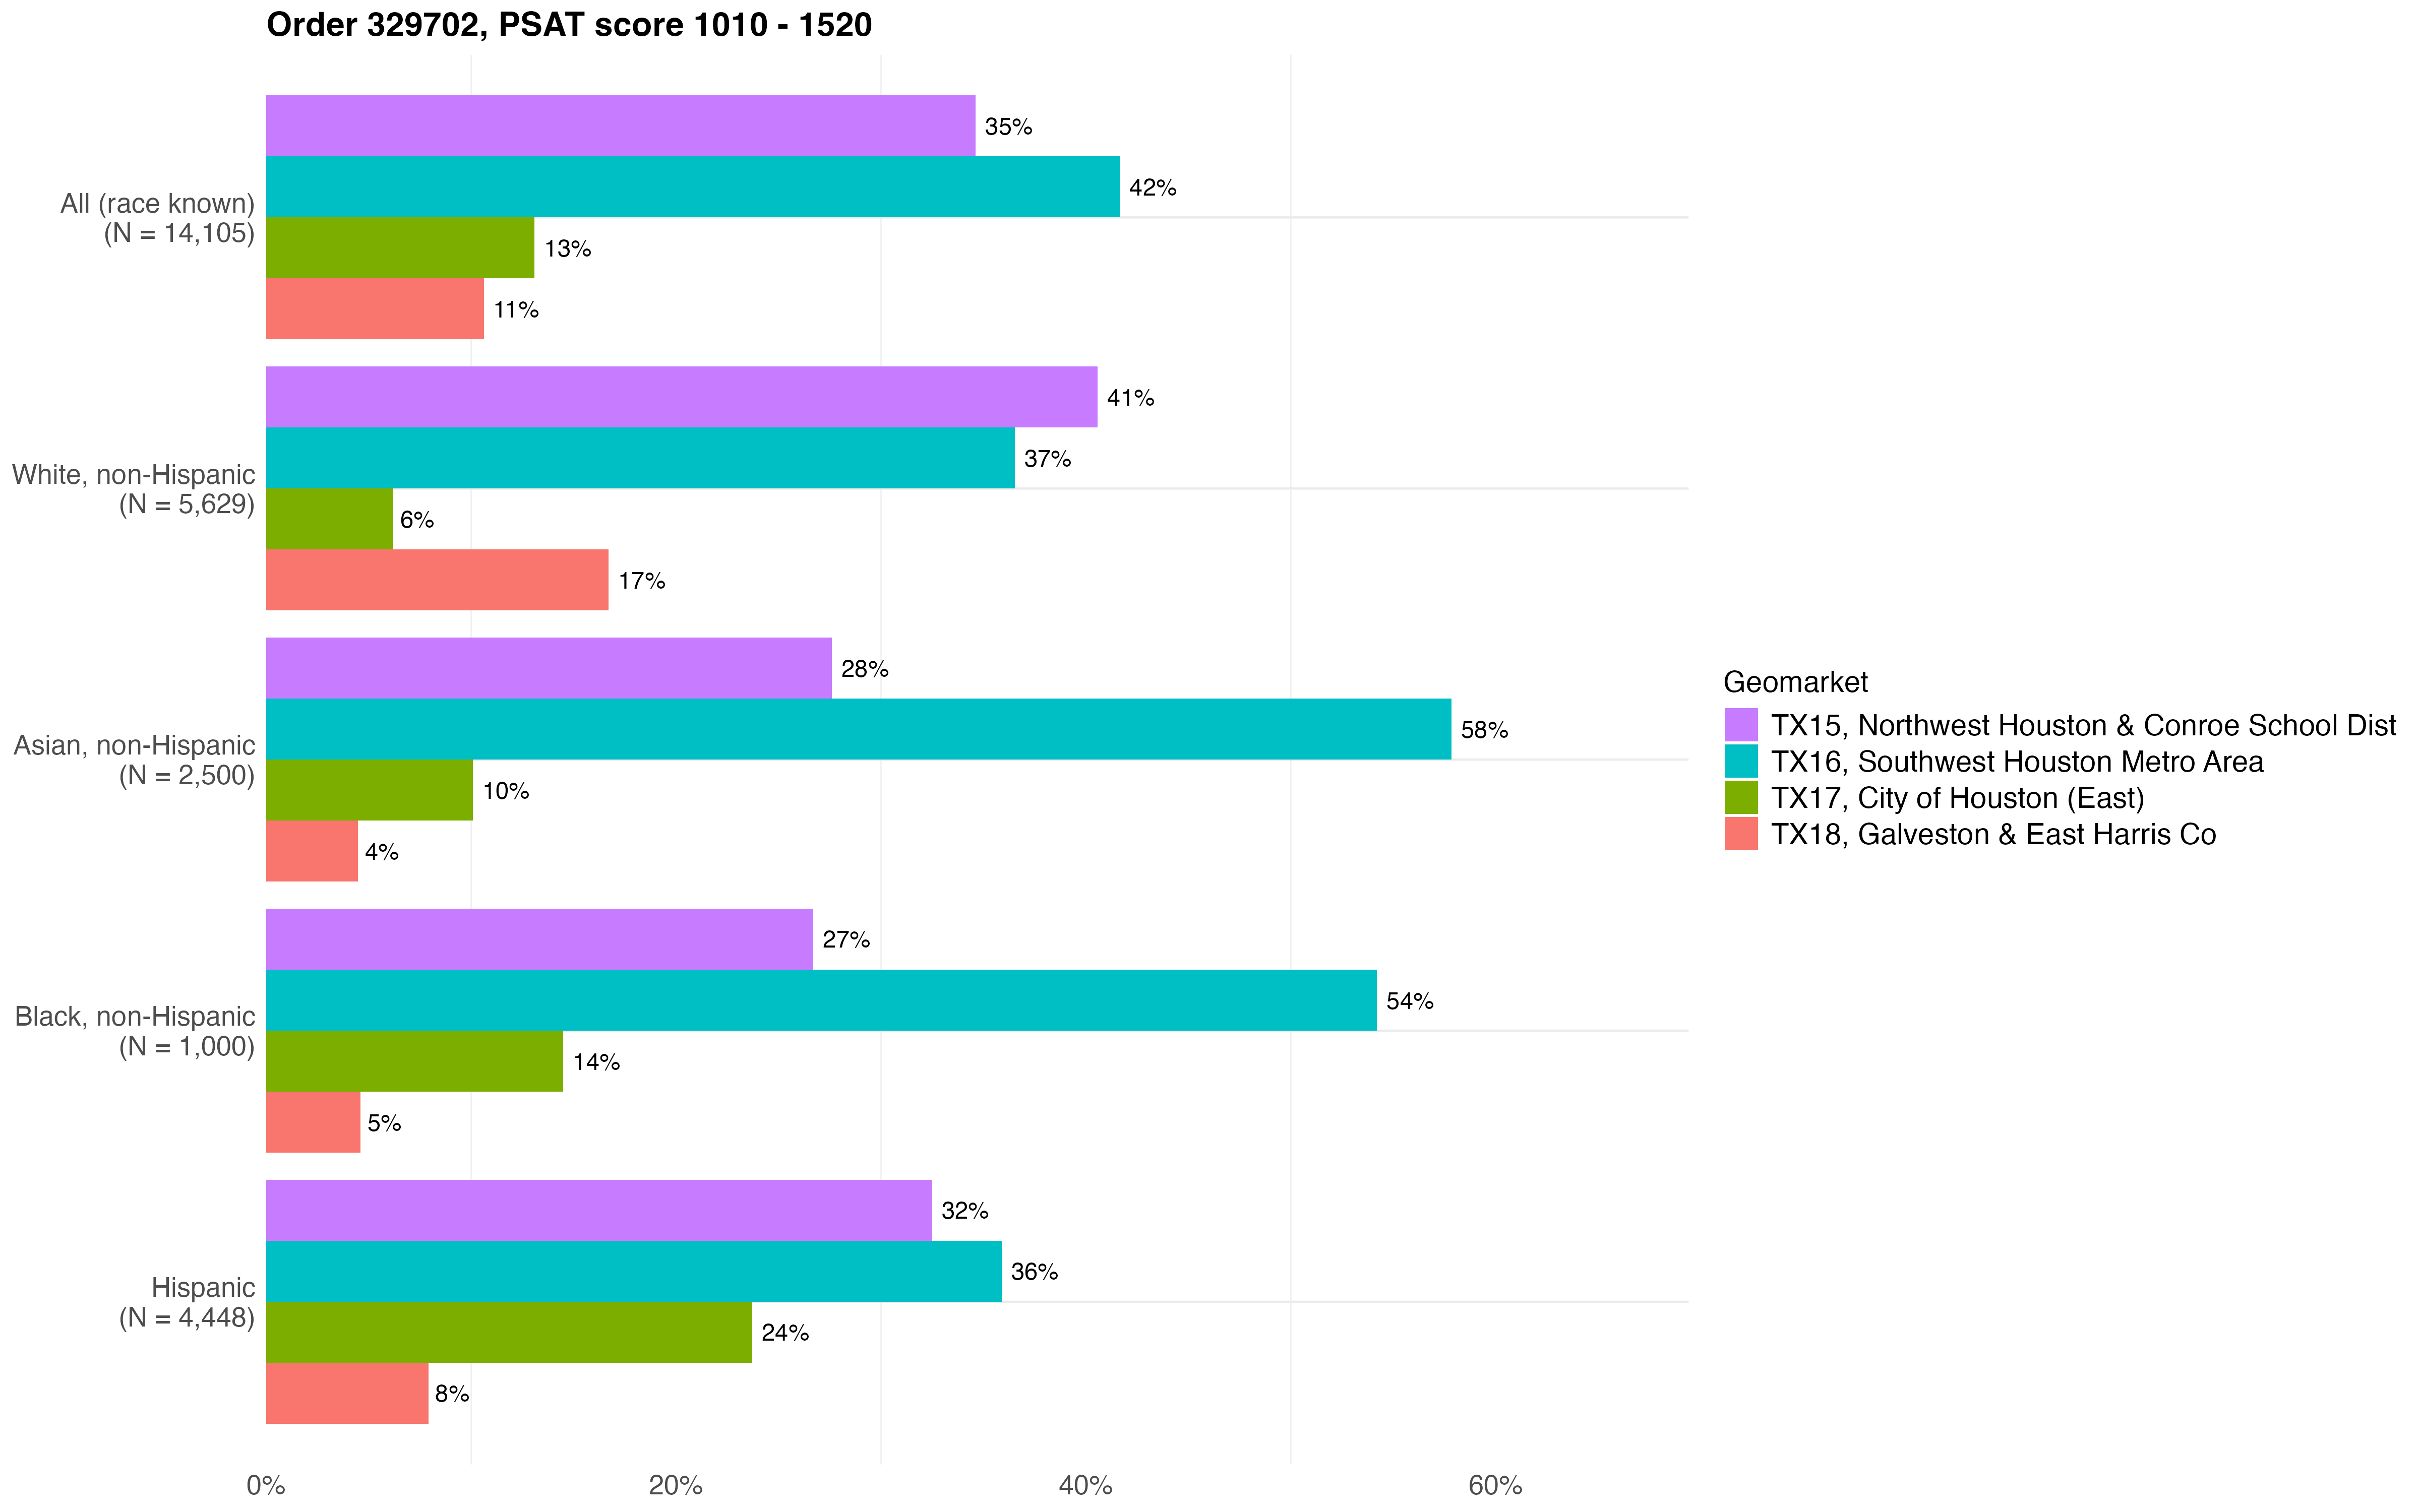 Order 329702, PSAT score 1010 - 1520
All (race known)
(N = 14,105)
35%
42%
13%
11%
White, non-Hispanic
(N = 5,629)
41%
37%
6%
17%
Asian, non-Hispanic
(N = 2,500)
28%
58%
10%
4%
Black, non-Hispanic
(N = 1,000)
27%
54%
14%
5%
Hispanic
(N = 4,448)
32%
36%
24%
8%
0%
20%
40%
60%
Geomarket
TX15, Northwest Houston & Conroe School Dist
TX16, Southwest Houston Metro Area
TX17, City of Houston (East)
TX18, Galveston & East Harris Co